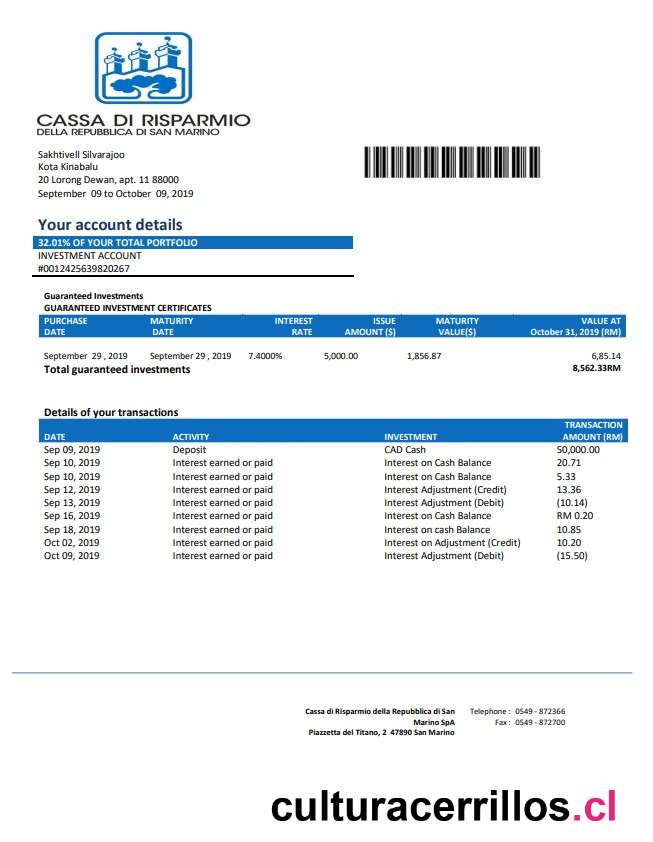 CASSA DI RISPARMIO
DELLA REPUBBLICA DI SAN MARINO
Sakhtivell Silvarajoo
Kota Kinabalu
20 Lorong Dewan, apt. 11 88000
September 09 to October 09, 2019
Your account details
32.01% OF YOUR TOTAL PORTFOLIO
INVESTMENT ACCOUNT
#0012425639820267
Guaranteed Investments
GUARANTEED INVESTMENT CERTIFICATES
PURCHASE MATURITY INTEREST ISSUE MATURITY VALUE AT
DATE DATE RATE AMOUNT ($) VALUE($) October 31, 2019 (RM)
September 29 , 2019 September 29 , 2019 7.4000% 5,000.00 1,856.87 6,85.14
Total guaranteed investments 8,562.33RM
Details of your transactions
TRANSACTION
DATE ACTIVITY INVESTMENT AMOUNT (RM)
Sep 09, 2019 Deposit CAD Cash 50,000.00
Sep 10, 2019 Interest earned or paid Interest on Cash Balance 20.71
Sep 10, 2019 Interest earned or paid Interest on Cash Balance 5.33
Sep 12, 2019 Interest earned or paid Interest Adjustment (Credit) 13.36
Sep 13, 2019 Interest earned or paid Interest Adjustment (Debit) (10.14)
Sep 16, 2019 Interest earned or paid Interest on Cash Balance RM 0.20
Sep 18, 2019 Interest earned or paid Interest on cash Balance 10.85
Oct 02, 2019 Interest earned or paid Interest on Adjustment (Credit) 10.20
Oct 09, 2019 Interest earned or paid Interest Adjustment (Debit) (15.50)
Cassa di Risparmio della Repubblica di San Telephone : 0549 - 872366
Marino SpA Fax : 0549 - 872700
Piazzetta del Titano, 2 47890 San Marino
culturacerrillos.cl